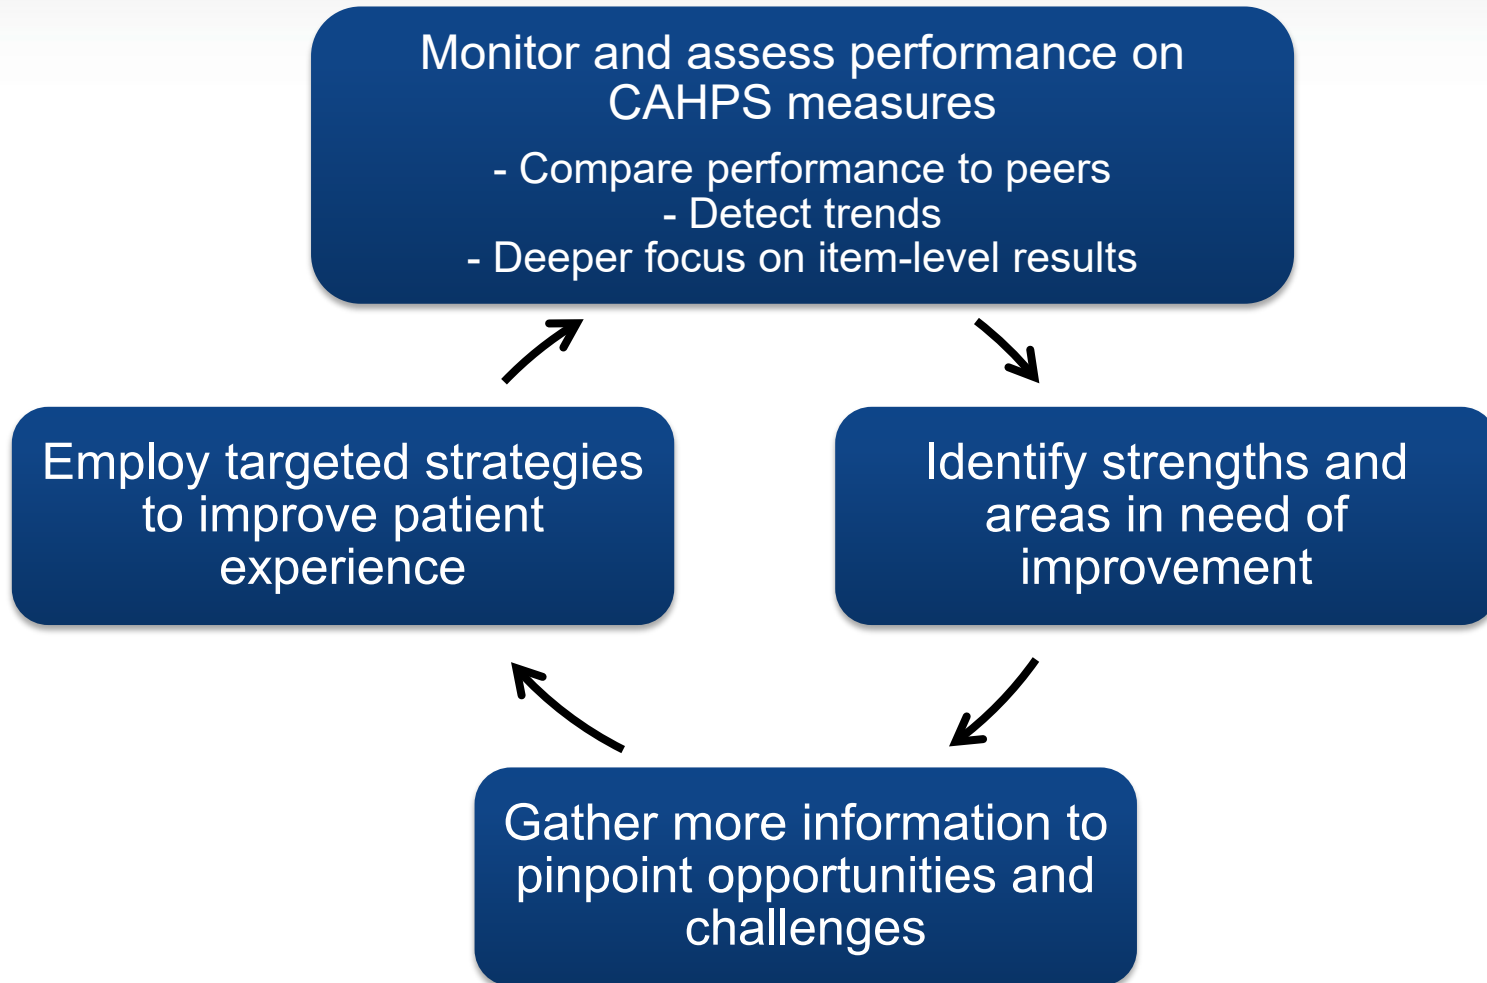 Monitor and assess performance on
CAHPS measures
- Compare performance to peers
- Detect trends
- Deeper focus on item-level results
Employ targeted strategies
to improve patient
experience
Identify strengths and
areas in need of
improvement
Gather more information to
pinpoint opportunities and
challenges